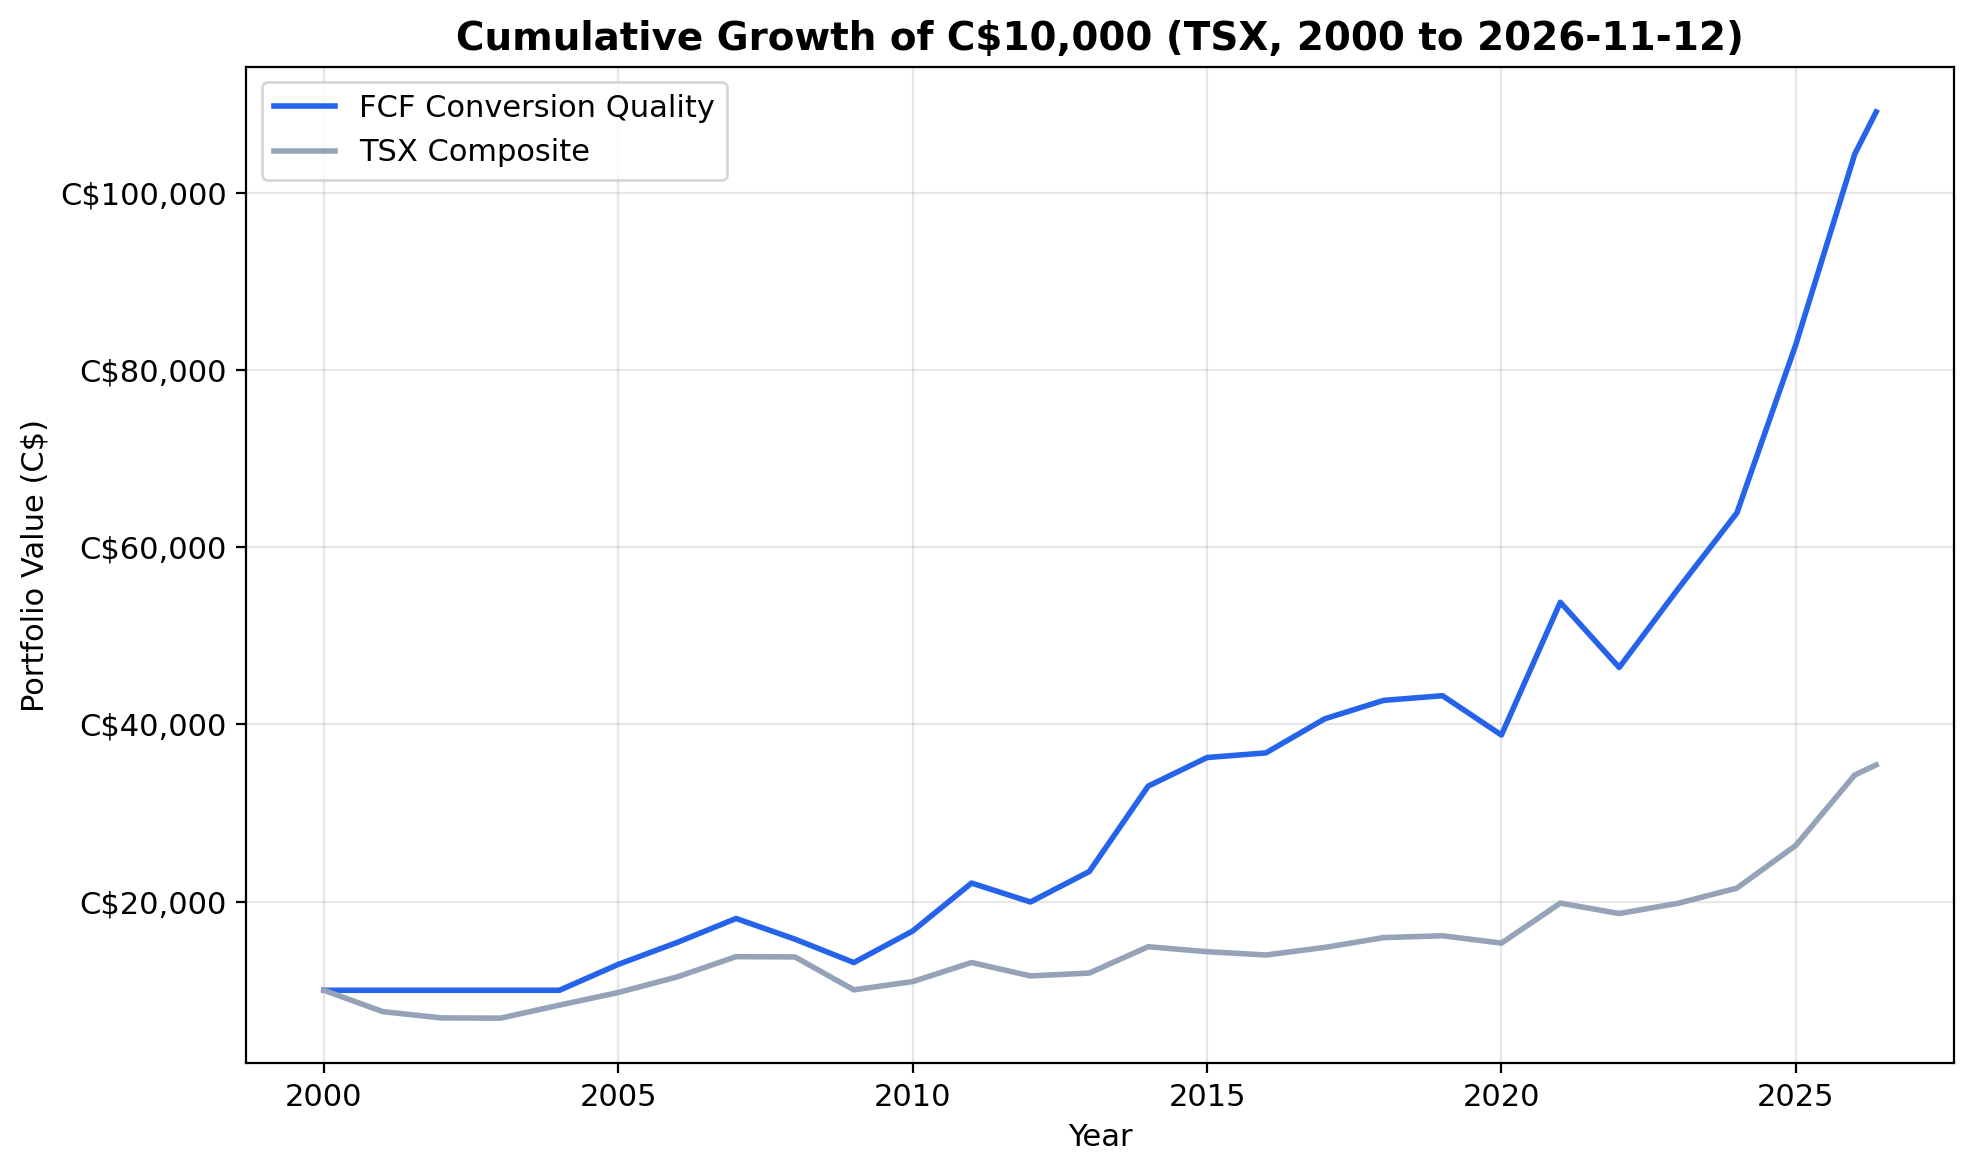 Cumulative Growth of C$10,000 (TSX, 2000 to 2026-11-12)
FCF Conversion Quality
TSX Composite
Portfolio Value (C$)
C$100,000
C$80,000
C$60,000
C$40,000
C$20,000
2000
2005
2010
2015
2020
2025
Year